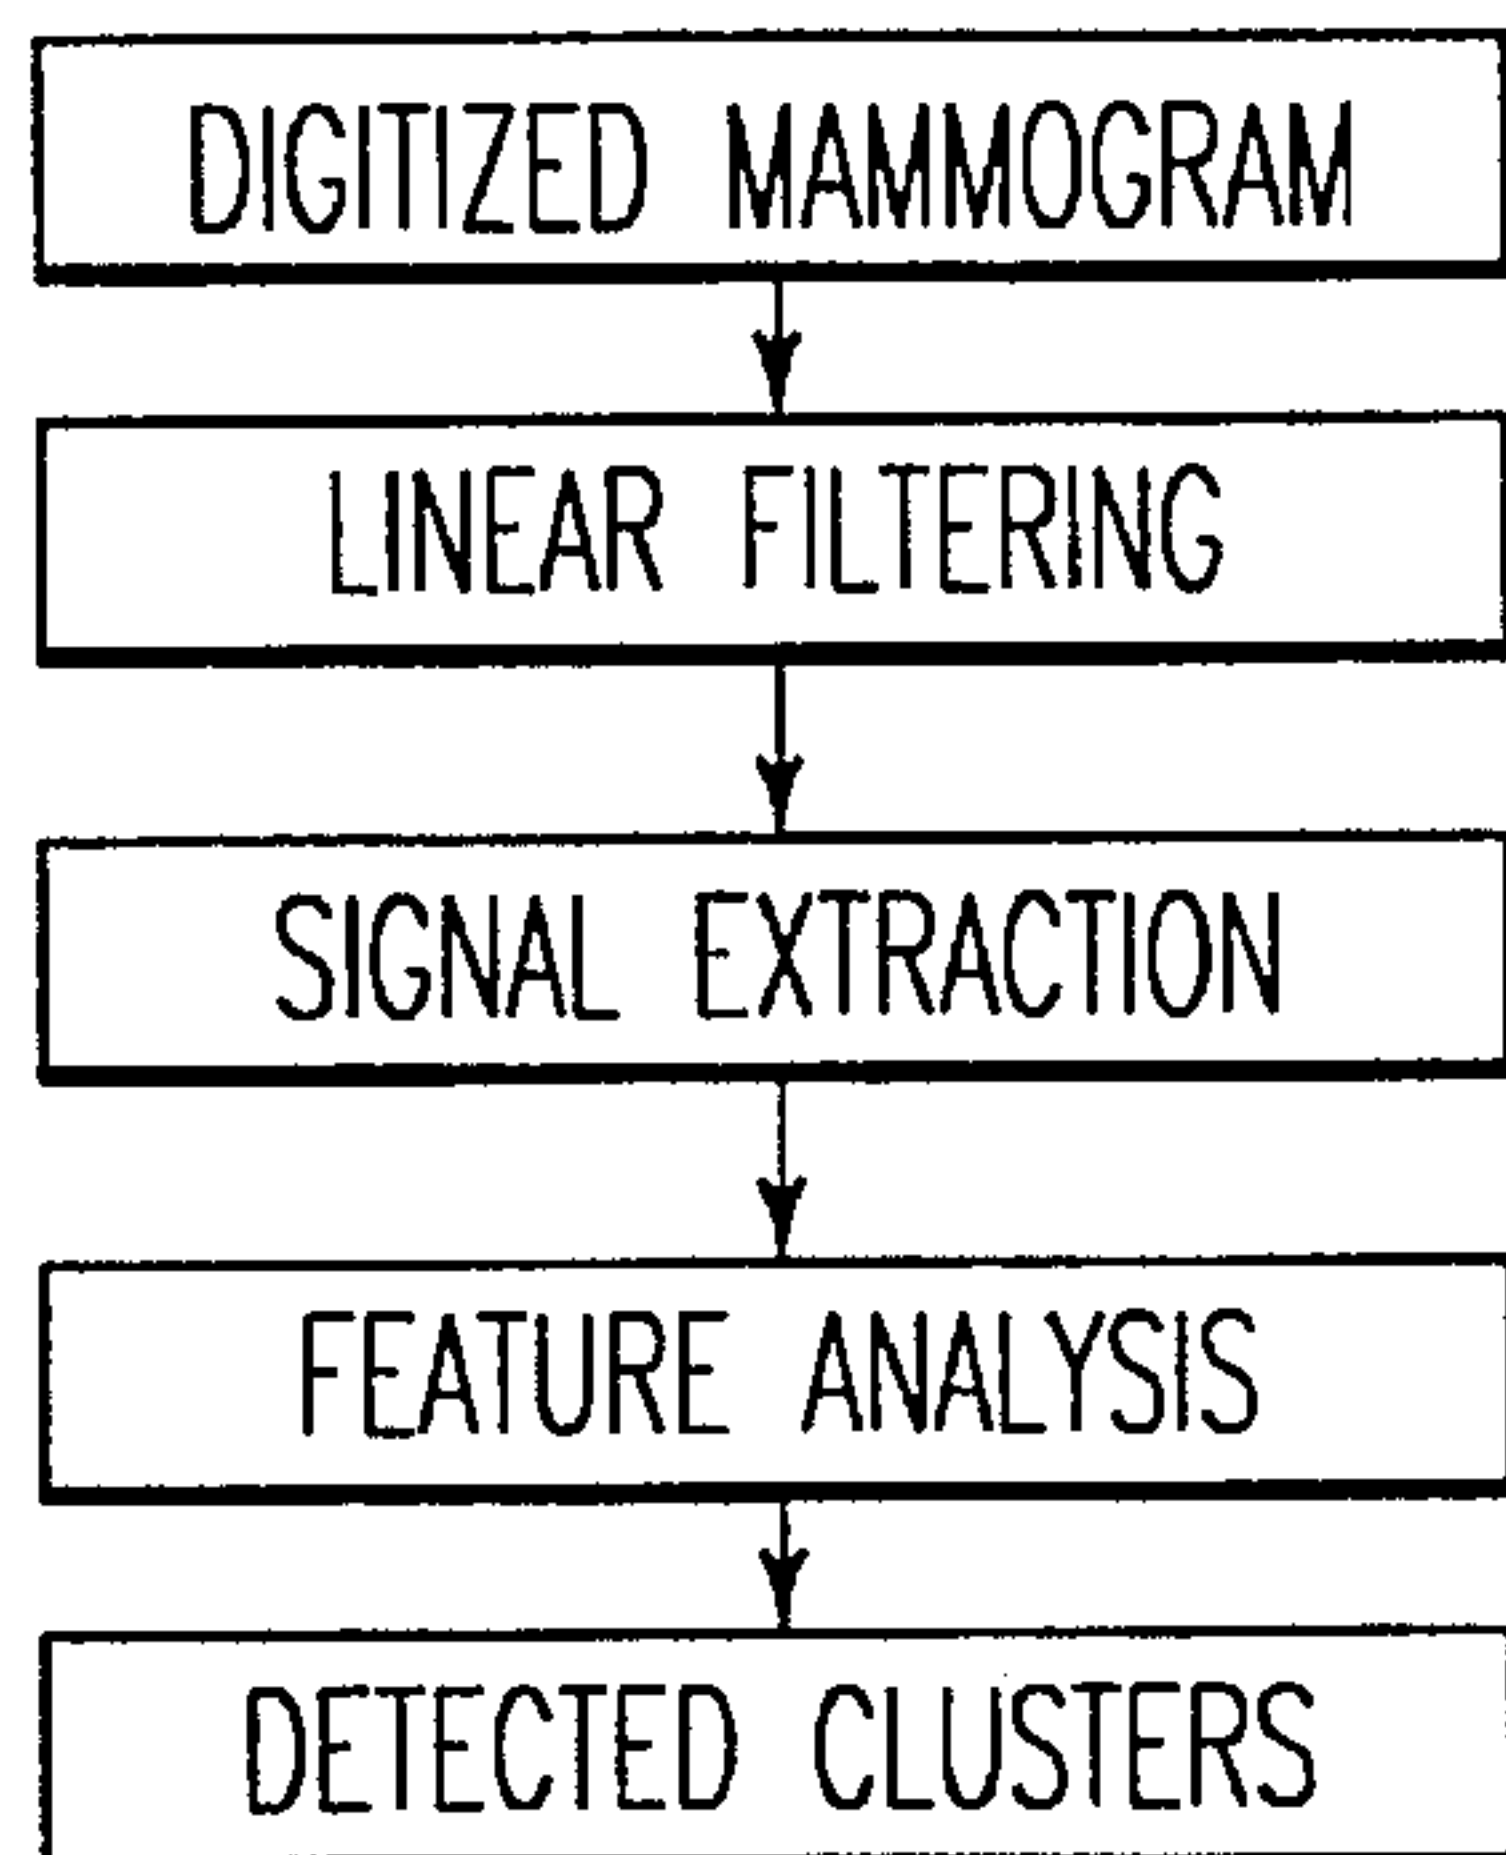 DIGITIZED MAMMOGRAM
LINEAR FILTERING
SIGNAL EXTRACTION
FEATURE ANALYSIS
DETECTED CLUSTERS